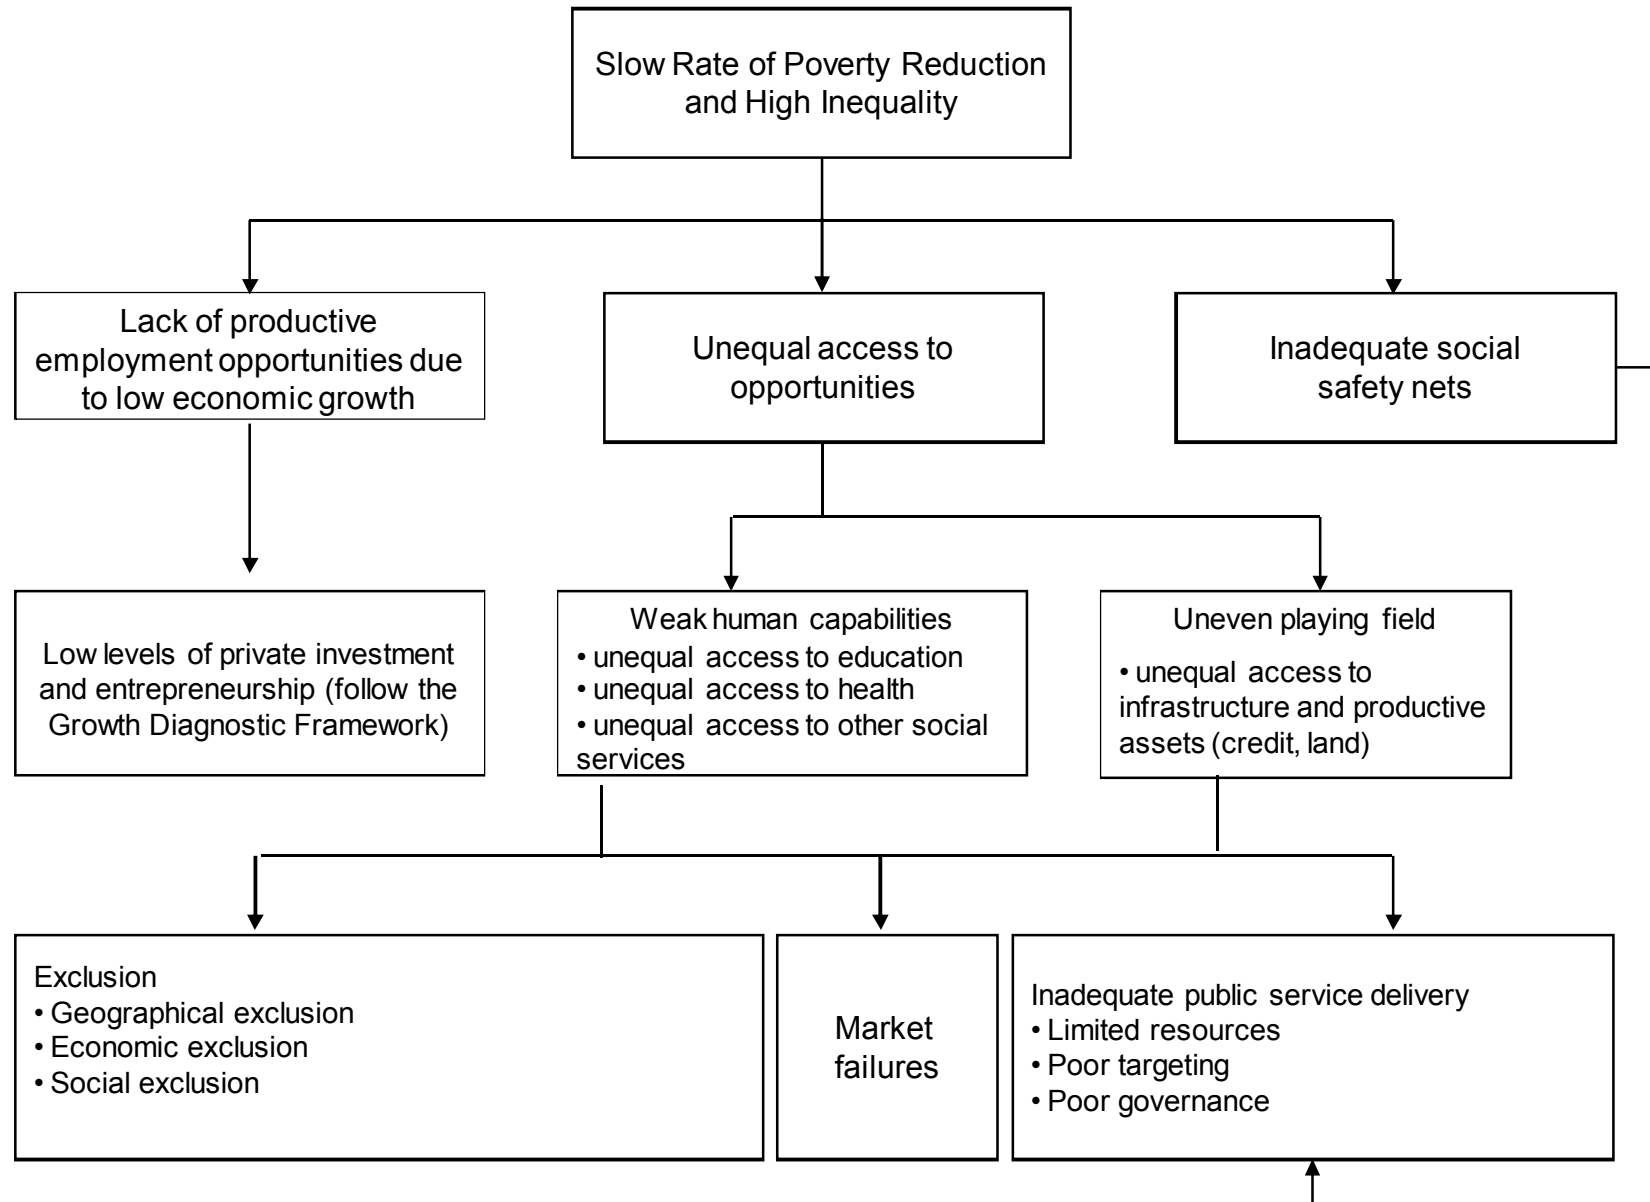 Slow Rate of Poverty Reduction
and High Inequality
Lack of productive
employment opportunities due
to low economic growth
Unequal access to
opportunities
Inadequate social
safety nets
Low levels of private investment
and entrepreneurship (follow the
Growth Diagnostic Framework)
Weak human capabilities
• unequal access to education
• unequal access to health
• unequal access to other social
services
Uneven playing field
• unequal access to
infrastructure and productive
assets (credit, land)
Exclusion
• Geographical exclusion
• Economic exclusion
• Social exclusion
Market
failures
Inadequate public service delivery
• Limited resources
• Poor targeting
• Poor governance